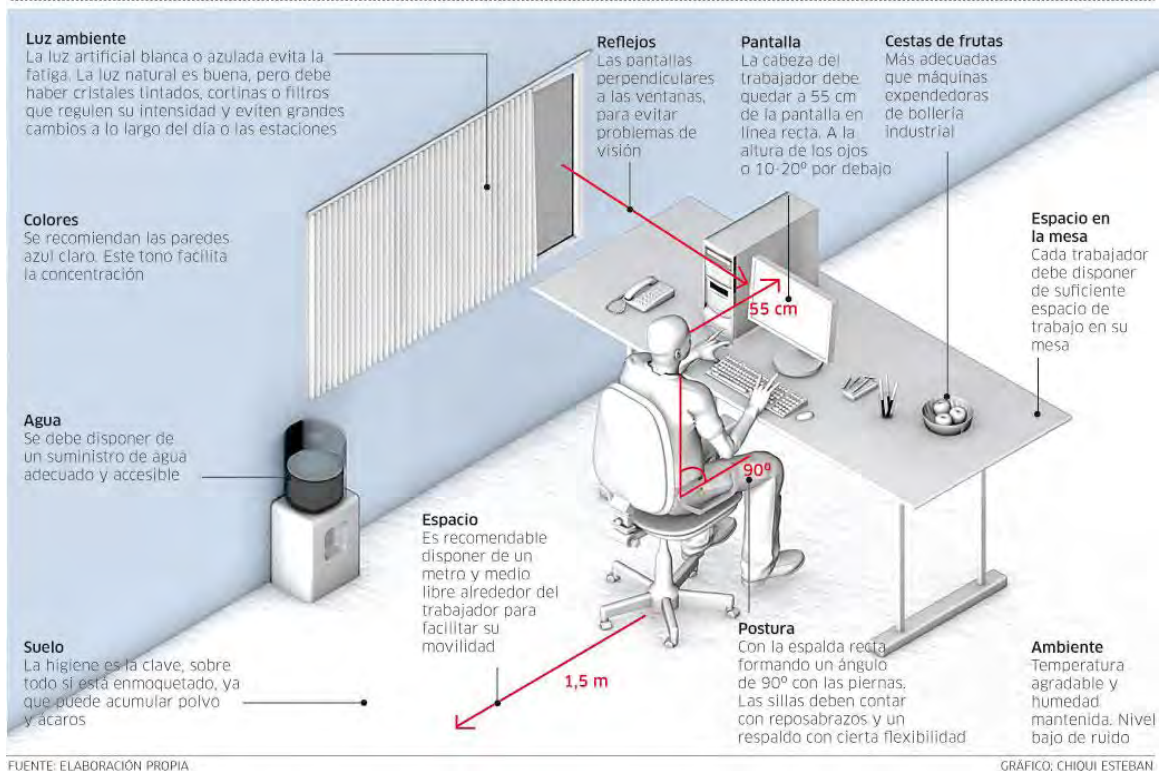 Luz ambiente
La luz artificial blanca o azulada evita la
fatiga. La luz natural es buena, pero debe
haber cristales tintados, cortinas o filtros
que regulen su intensidad y eviten grandes
cambios a lo largo del día o las estaciones
Reflejos
Las pantallas
perpendiculares
a las ventanas,
para evitar
problemas de
visión
Pantalla
La cabeza del
trabajador debe
quedar a 55 cm
de la pantalla en
línea recta. A la
altura de los ojos
o 10-20º por debajo
Cestas de frutas
Más adecuadas
que máquinas
expendedoras
de bollería
industrial
Colores
Se recomiendan las paredes
azul claro. Este tono facilita
la concentración
Espacio en
la mesa
Cada trabajador
debe disponer
de suficiente
espacio de
trabajo en su
mesa
55 cm
Agua
Se debe disponer de
un suministro de agua
adecuado y accesible
90º
Espacio
Es recomendable
disponer de un
metro y medio
libre alrededor del
trabajador para
facilitar su
movilidad
1,5 m
Suelo
La higiene es la clave, sobre
todo si está enmoquetado, ya
que puede acumular polvo
y ácaros
Postura
Con la espalda recta
formando un ángulo
de 90º con las piernas.
Las sillas deben contar
con reposabrazos y un
respaldo con cierta flexibilidad
Ambiente
Temperatura
agradable y
humedad
mantenida. Nivel
bajo de ruido
FUENTE: ELABORACIÓN PROPIA
GRÁFICO: CHIQUI ESTEBAN